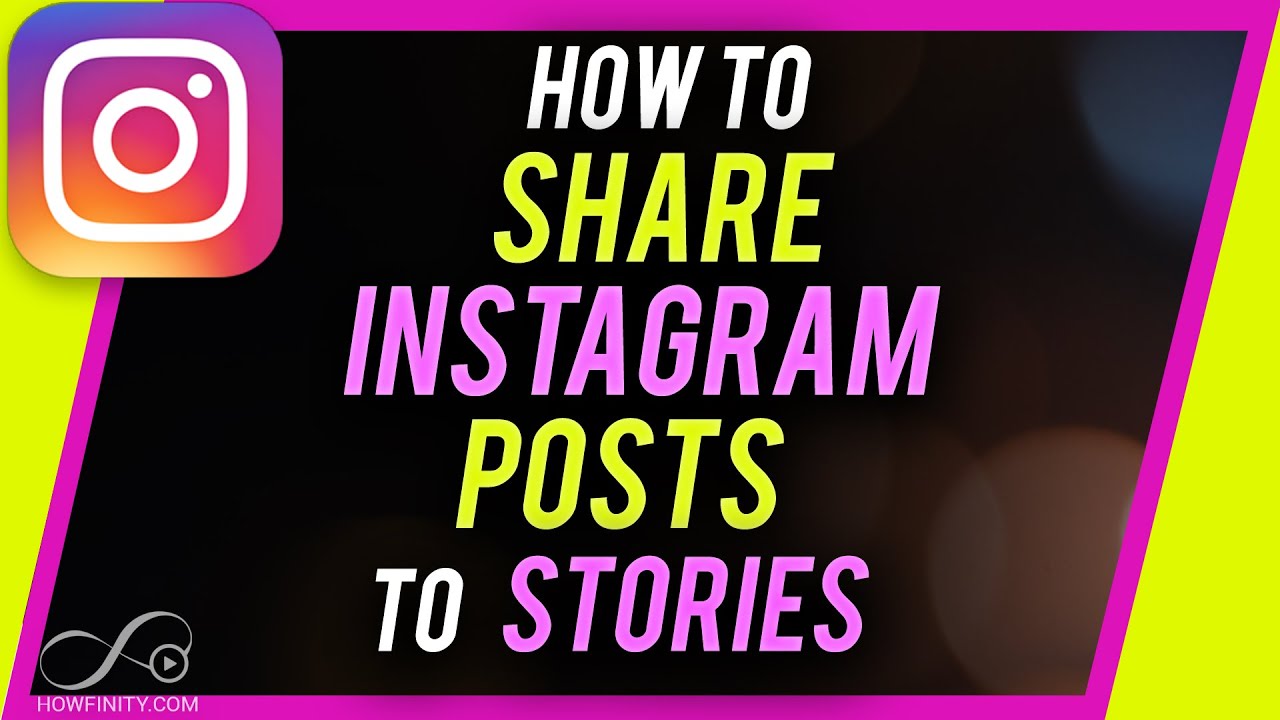 HOW TO
SHARE
INSTAGRAM
POSTS
TO STORIES
HOWFINITY.COM